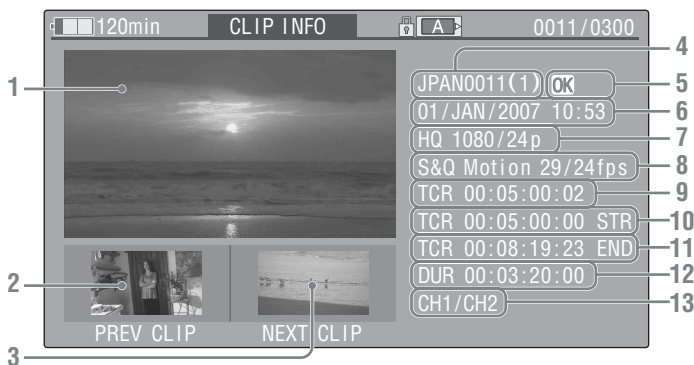 120min CLIP INFO A 0011/0300
1
4
JPAN0011(1) OK 5
01/JAN/2007 10:53 6
HQ 1080/24p 7
S&Q Motion 29/24fps 8
TCR 00:05:00:02 9
TCR 00:05:00:00 STR 10
TCR 00:08:19:23 END 11
DUR 00:03:20:00 12
CH1/CH2 13
2
PREV CLIP NEXT CLIP
3